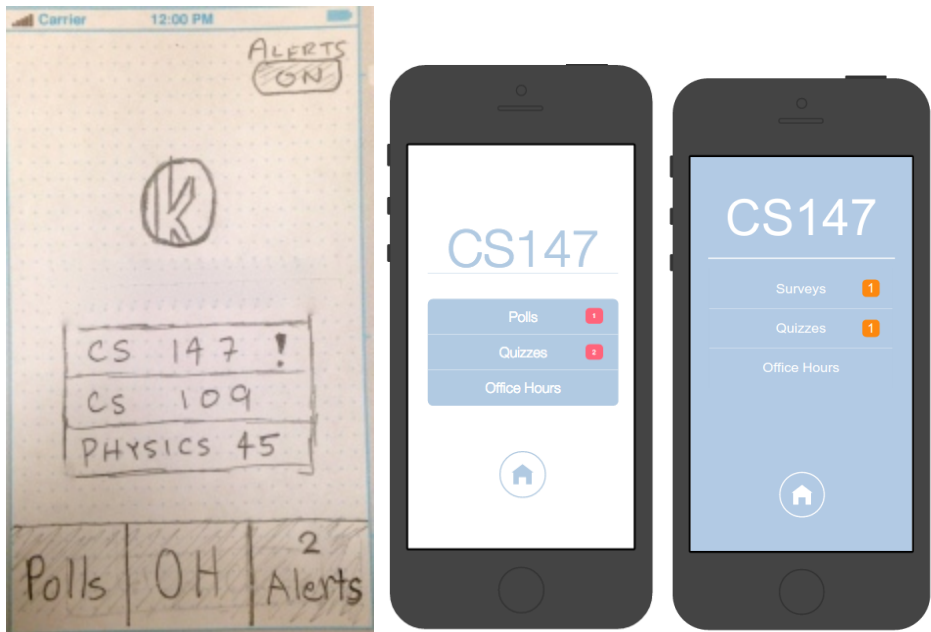 Carrier 12:00 PM
ALERTS
ON
K
CS 147 !
CS 109
PHYSICS 45
Polls OH 2 Alerts
CS147
Polls 1
Quizzes 2
Office Hours
CS147
Surveys 1
Quizzes 1
Office Hours